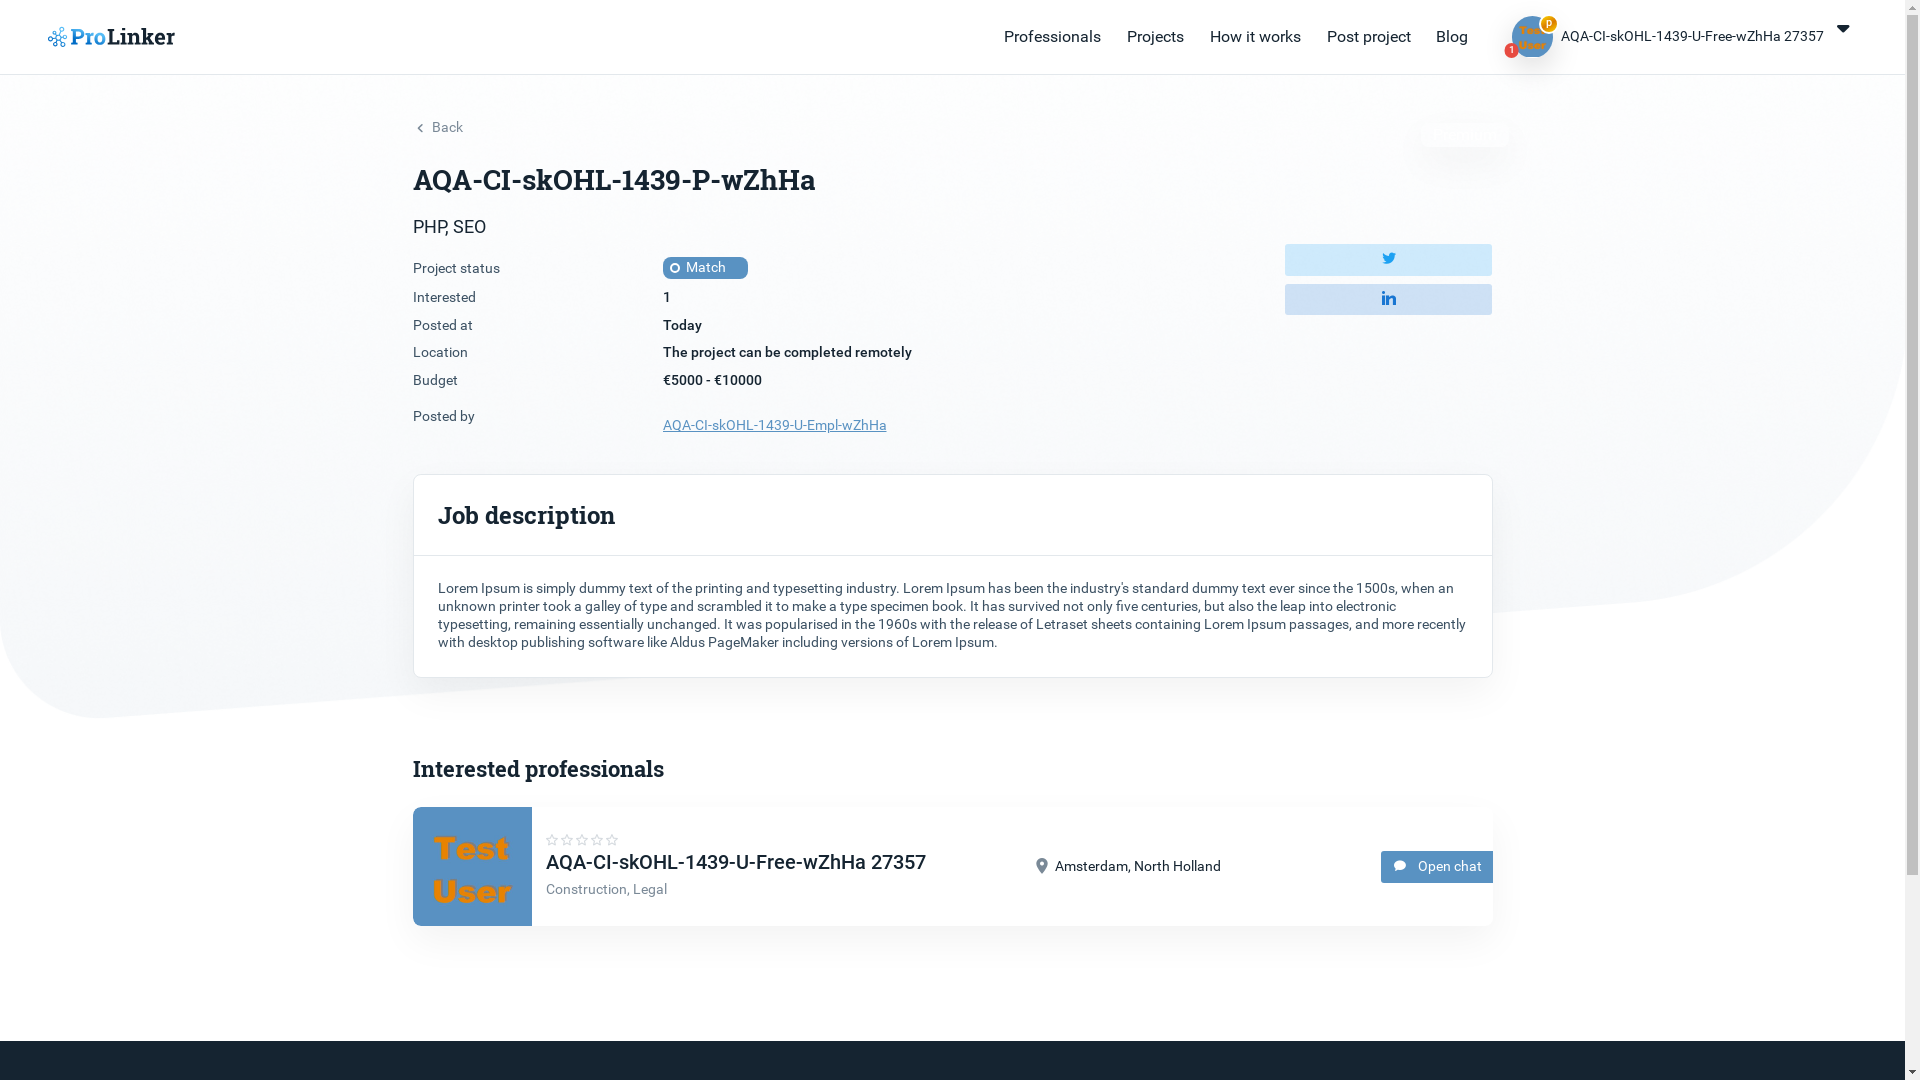 ProLinker
Professionals
Projects
How it works
Post project
Blog
p
1
AQA-CI-skOHL-1439-U-Free-wZhHa 27357
Back
AQA-CI-skOHL-1439-P-wZhHa
PHP, SEO
Project status
Match
Interested
1
Posted at
Today
Location
The project can be completed remotely
Budget
€5000 - €10000
Posted by
AQA-CI-skOHL-1439-U-Empl-wZhHa
Job description
Lorem Ipsum is simply dummy text of the printing and typesetting industry. Lorem Ipsum has been the industry's standard dummy text ever since the 1500s, when an
unknown printer took a galley of type and scrambled it to make a type specimen book. It has survived not only five centuries, but also the leap into electronic
typesetting, remaining essentially unchanged. It was popularised in the 1960s with the release of Letraset sheets containing Lorem Ipsum passages, and more recently
with desktop publishing software like Aldus PageMaker including versions of Lorem Ipsum.
Interested professionals
Test
User
AQA-CI-skOHL-1439-U-Free-wZhHa 27357
Construction, Legal
Amsterdam, North Holland
Open chat